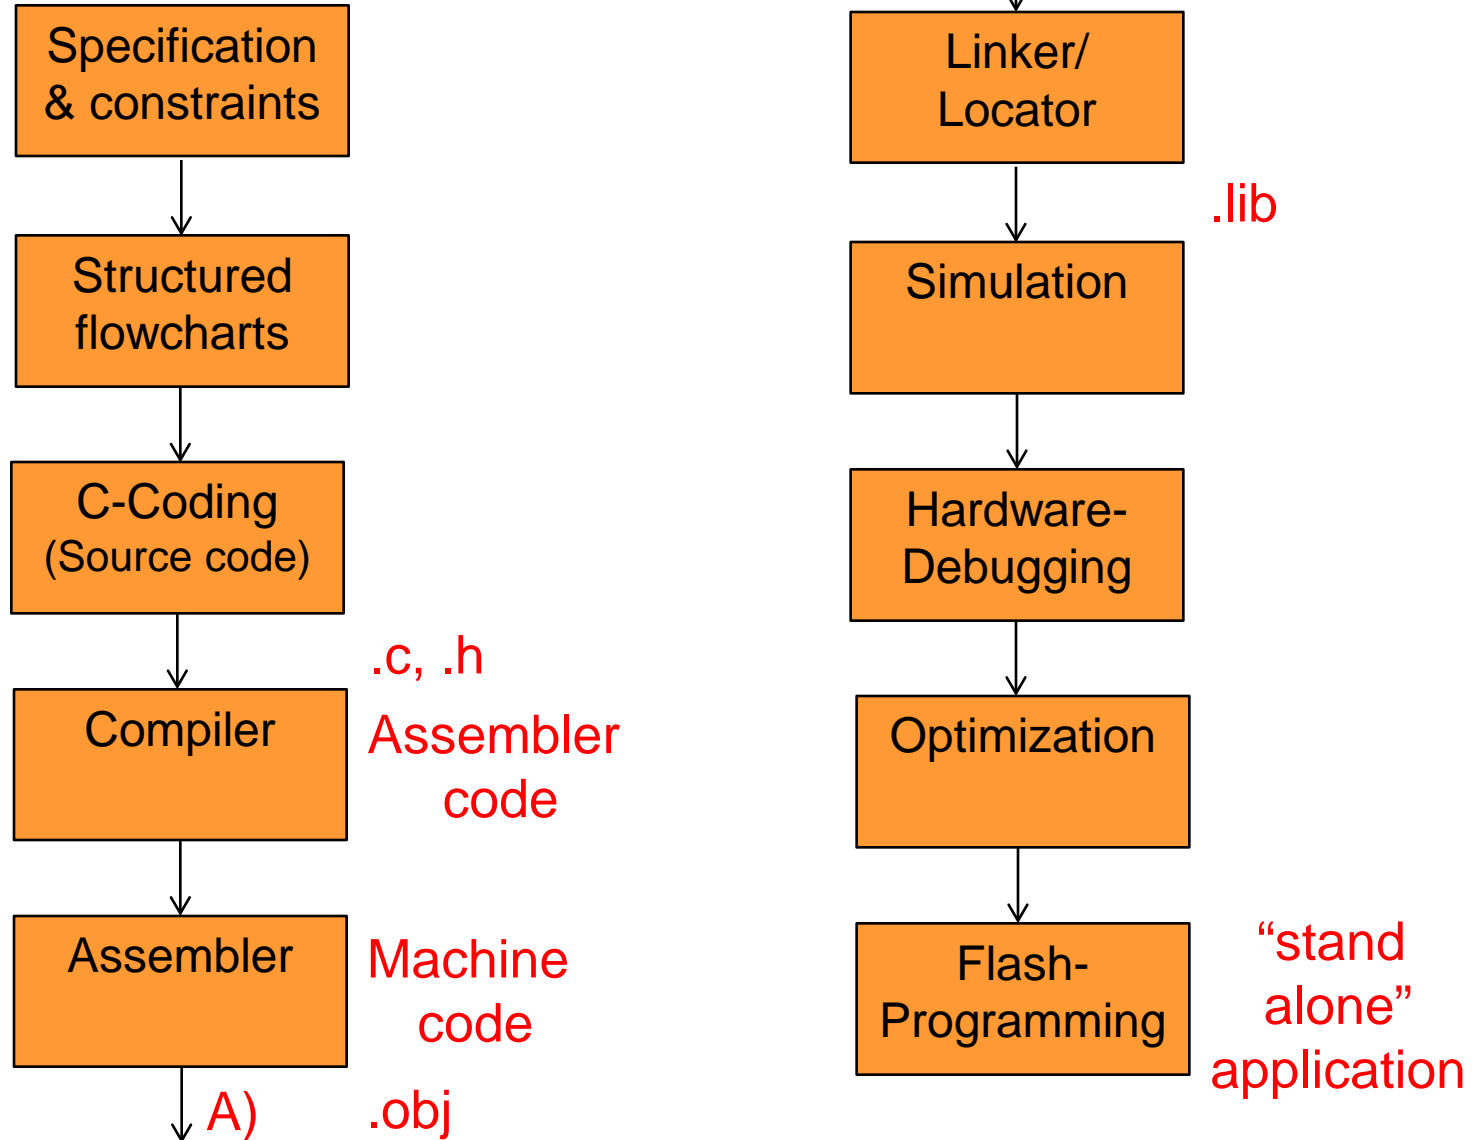 Specification
& constraints
Structured
flowcharts
C-Coding
(Source code)
.c, .h
Compiler
Assembler
code
Assembler
Machine
code
A)
.obj
Linker/
Locator
.lib
Simulation
Hardware-
Debugging
Optimization
Flash-
Programming
“stand
alone”
application